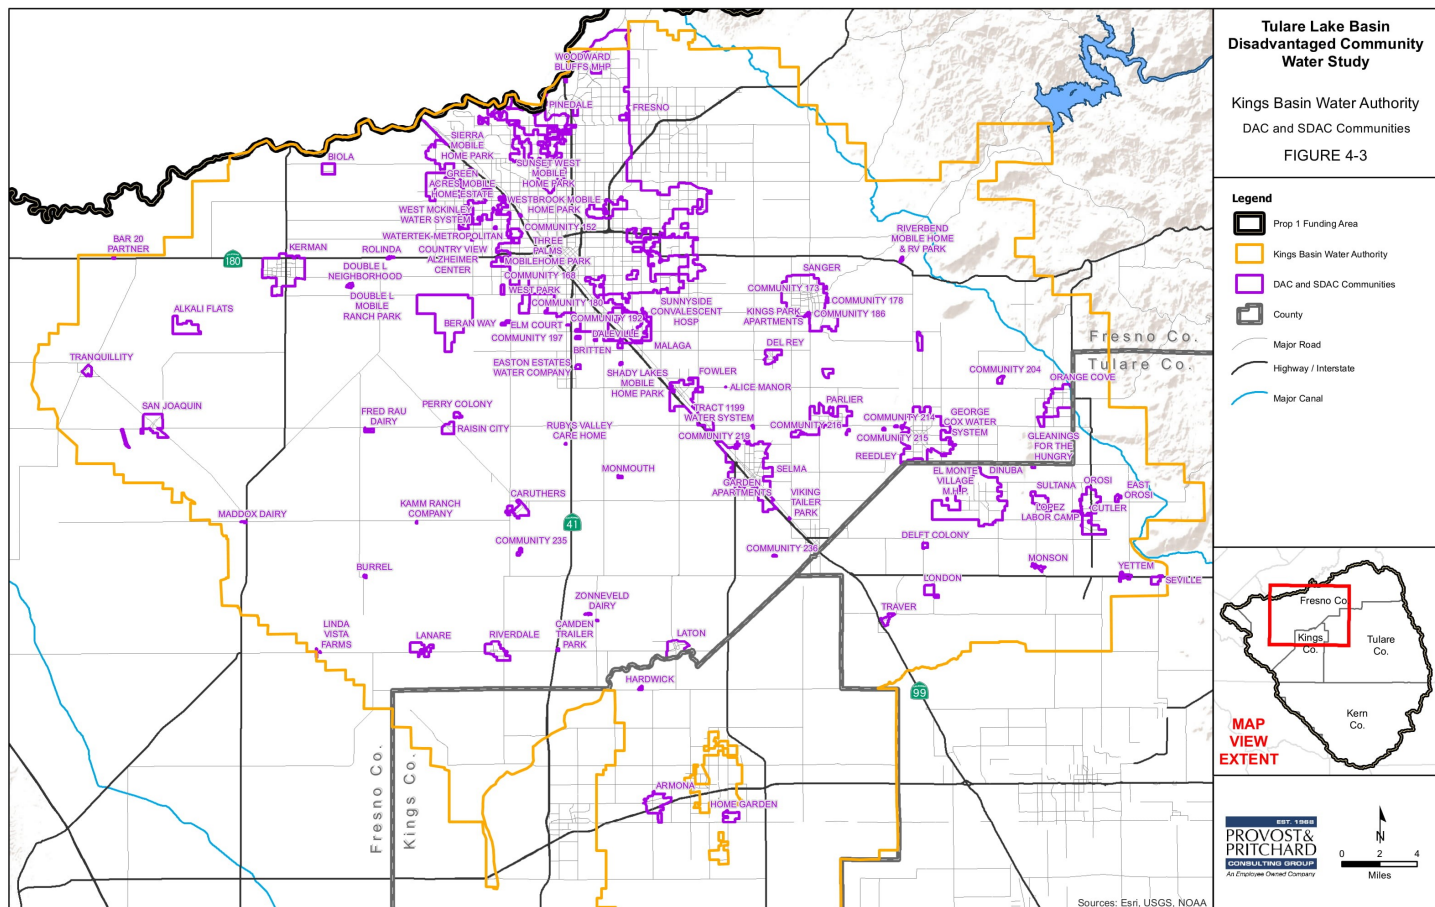 WOODWARD
BLUFFS MHP
PINEDALE
FRESNO
SIERRA
MOBILE
HOME PARK
BIOLA
SUNSET WEST
MOBILE
HOME PARK
GREEN
ACRES MOBILE
HOME ESTATE
WESTBROOK MOBILE
HOME PARK
WEST MCKINLEY
WATER SYSTEM
COMMUNITY 152
WATERTEK-METROPOLITAN
BAR 20
PARTNER
180
KERMAN
ROLINDA
COUNTRY VIEW
ALZHEIMER
CENTER
THREE
PALMS
MOBILEHOME PARK
RIVERBEND
MOBILE HOME
& RV PARK
DOUBLE L
NEIGHBORHOOD
COMMUNITY 168
SANGER
WEST PARK
COMMUNITY 173
DOUBLE L
MOBILE
RANCH PARK
COMMUNITY 180
SUNNYSIDE
CONVALESCENT
HOSP
COMMUNITY 178
ALKALI FLATS
KINGS PARK
APARTMENTS
COMMUNITY 186
BERAN WAY
ELM COURT
COMMUNITY 192
DALEVILLE
COMMUNITY 197
BRITTEN
MALAGA
DEL REY
Fresno Co.
Tulare Co.
TRANQUILLITY
EASTON ESTATES
WATER COMPANY
SHADY LAKES
MOBILE
HOME PARK
FOWLER
ALICE MANOR
COMMUNITY 204
ORANGE COVE
SAN JOAQUIN
FRED RAU
DAIRY
PERRY COLONY
RAISIN CITY
TRACT 1199
WATER SYSTEM
PARLIER
COMMUNITY 214
GEORGE
COX WATER
SYSTEM
RUBYS VALLEY
CARE HOME
COMMUNITY 219
COMMUNITY 216
COMMUNITY 215
GLEANINGS
FOR THE
HUNGRY
REEDLEY
MONMOUTH
SELMA
GARDEN
APARTMENTS
EL MONTE
VILLAGE
M.H.P.
DINUBA
SULTANA
OROSI
EAST
OROSI
KAMM RANCH
COMPANY
CARUTHERS
VIKING
TAILER
PARK
LOPEZ
LABOR CAMP
CUTLER
MADDOX DAIRY
41
COMMUNITY 235
COMMUNITY 236
DELFT COLONY
BURREL
MONSON
YETTEM
SEVILLE
LONDON
ZONNEVELD
DAIRY
TRAVER
LINDA
VISTA
FARMS
LANARE
RIVERDALE
CAMDEN
TRAILER
PARK
LATON
HARDWICK
99
Fresno Co.
Kings Co.
ARMONA
HOME GARDEN
Sources: Esri, USGS, NOAA
Tulare Lake Basin
Disadvantaged Community
Water Study
Kings Basin Water Authority
DAC and SDAC Communities
FIGURE 4-3
Legend
Prop 1 Funding Area
Kings Basin Water Authority
DAC and SDAC Communities
County
Major Road
Highway / Interstate
Major Canal
Fresno Co.
Kings
Co.
Tulare
Co.
Kern
Co.
MAP
VIEW
EXTENT
EST. 1968
PROVOST&
PRITCHARD
CONSULTING GROUP
An Employee Owned Company
N
0 2 4
Miles